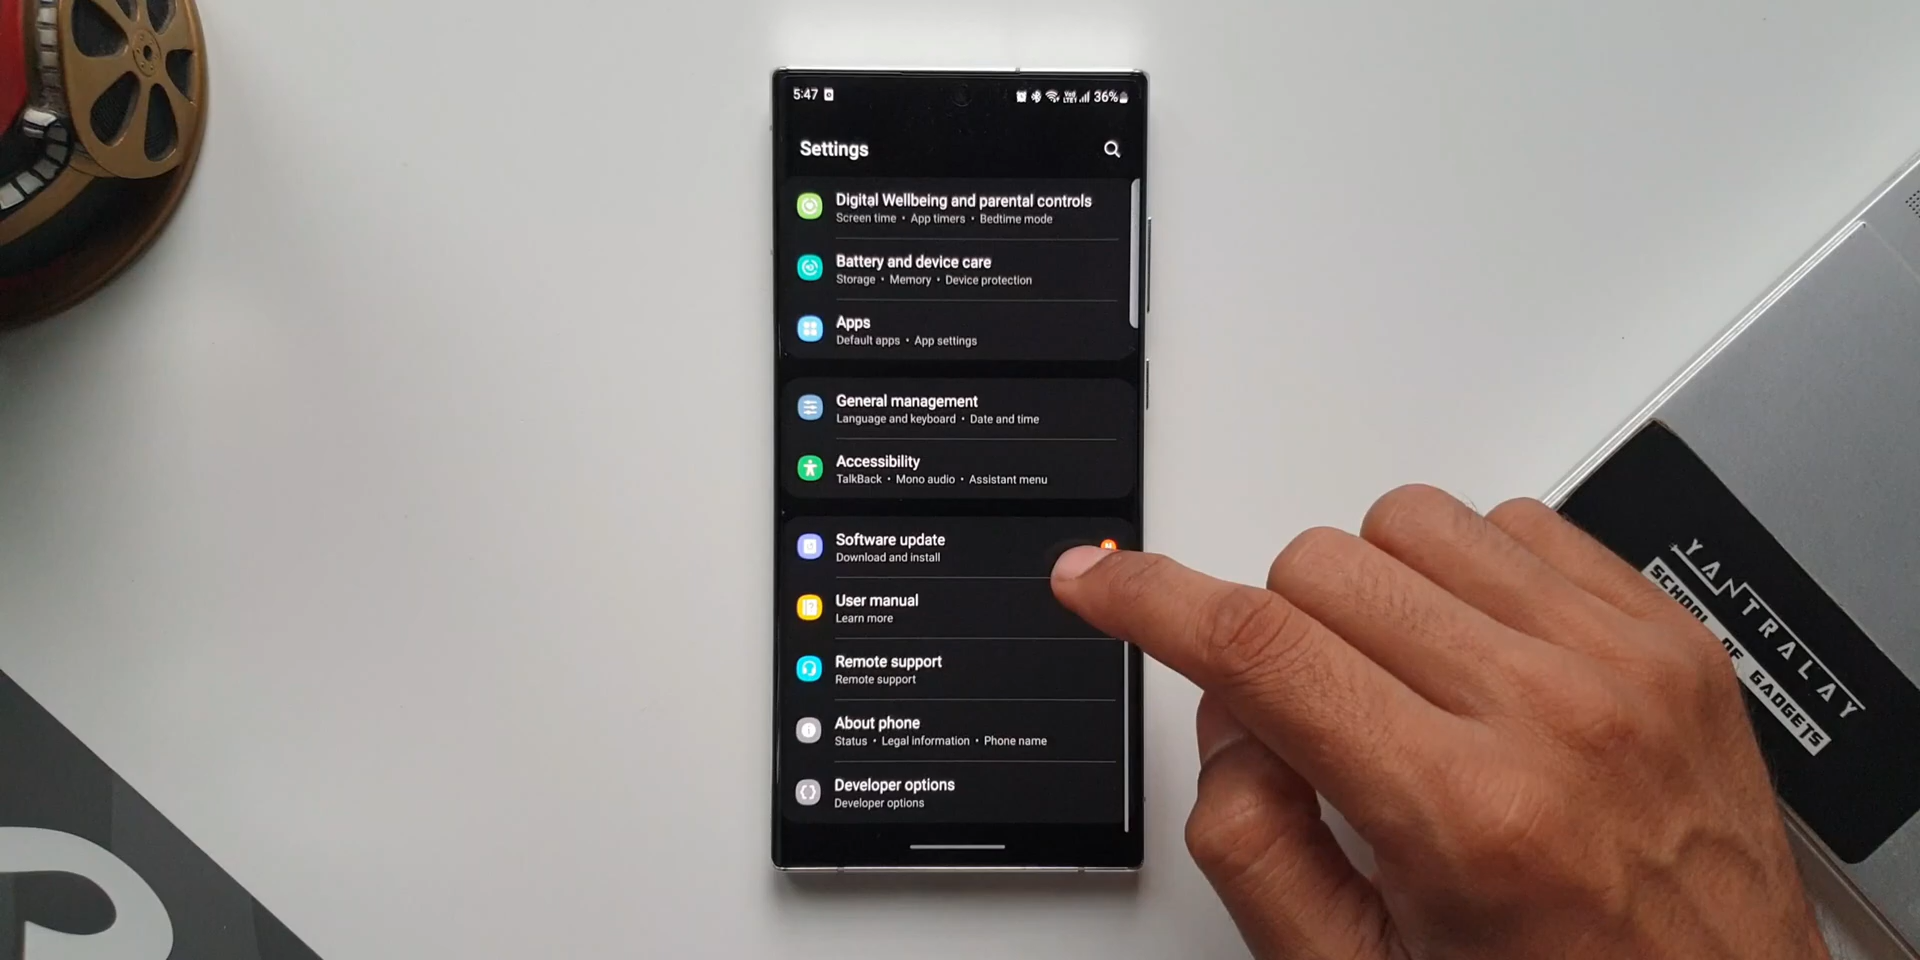 5:47
36%
Settings
Digital Wellbeing and parental controls
Screen time • App timers • Bedtime mode
Battery and device care
Storage • Memory • Device protection
Apps
Default apps • App settings
General management
Language and keyboard • Date and time
Accessibility
TalkBack • Mono audio • Assistant menu
Software update
Download and install
User manual
Learn more
Remote support
Remote support
About phone
Status • Legal information • Phone name
Developer options
Developer options
YANTRALAY
SCHOOL OF GADGETS